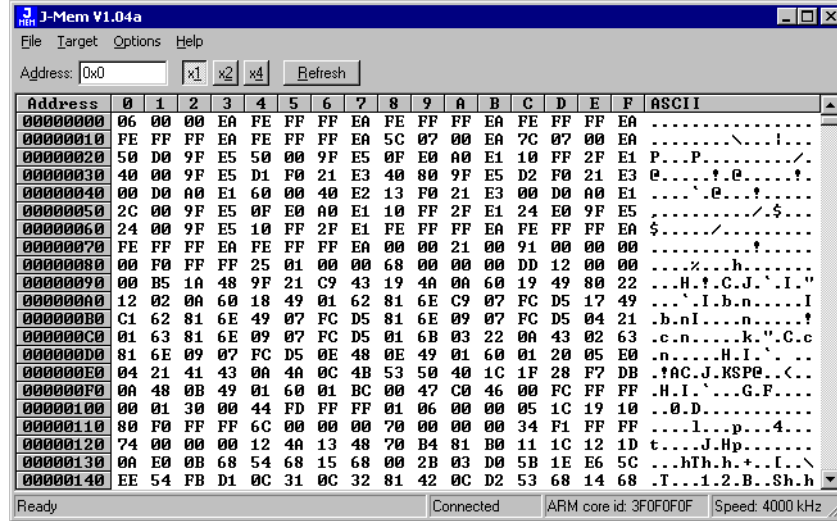 J-Mem V1.04a
File Target Options Help
Address: 0x0 x1 x2 x4 Refresh
Address 0 1 2 3 4 5 6 7 8 9 A B C D E F ASCII
00000000 06 00 00 EA FE FF FF EA FE FF FF EA FE FF FF EA ................
00000010 FE FF FF EA FE FF FF EA 5C 07 00 EA 7C 07 00 EA ........\...|...
00000020 50 D0 9F E5 50 00 9F E5 0F E0 A0 E1 10 FF 2F E1 P...P........./.
00000030 40 00 9F E5 D1 F0 21 E3 40 80 9F E5 D2 F0 21 E3 @.....!.@.....!.
00000040 00 D0 A0 E1 60 00 40 E2 13 F0 21 E3 00 D0 A0 E1 ....`.@...!.....
00000050 2C 00 9F E5 0F E0 A0 E1 10 FF 2F E1 24 E0 9F E5 ,........./.$...
00000060 24 00 9F E5 10 FF 2F E1 FE FF FF EA FE FF FF EA $...../.........
00000070 FE FF FF EA FE FF FF EA 00 00 21 00 91 00 00 00 ..........!.....
00000080 00 F0 FF FF 25 01 00 00 68 00 00 00 DD 12 00 00 ....%...h.......
00000090 00 B5 1A 48 9F 21 C9 43 19 4A 0A 60 19 49 80 22 ...H.!.C.J.`.I."
000000A0 12 02 0A 60 18 49 01 62 81 6E C9 07 FC D5 17 49 ...`.I.b.n.....I
000000B0 C1 62 81 6E 49 07 FC D5 81 6E 09 07 FC D5 04 21 .b.nI....n.....!
000000C0 01 63 81 6E 09 07 FC D5 01 6B 03 22 0A 43 02 63 .c.n.....k.".C.c
000000D0 81 6E 09 07 FC D5 0E 48 0E 49 01 60 01 20 05 E0 .n.....H.I.`. ..
000000E0 04 21 41 43 0A 4A 0C 4B 53 50 40 1C 1F 28 F7 DB .!AC.J.KSP@..(..
000000F0 0A 48 0B 49 01 60 01 BC 00 47 C0 46 00 FC FF FF .H.I.`...G.F....
00000100 00 01 30 00 44 FD FF FF 01 06 00 00 05 1C 19 10 ..0.D...........
00000110 80 F0 FF FF 6C 00 00 00 70 00 00 00 34 F1 FF FF ....l...p...4...
00000120 74 00 00 00 12 4A 13 48 70 B4 81 B0 11 1C 12 1D t....J.Hp.......
00000130 0A E0 0B 68 54 68 15 68 00 2B 03 D0 5B 1E E6 5C ...hTh.h.+..[..\
00000140 EE 54 FB D1 0C 31 0C 32 81 42 0C D2 53 68 14 68 .T...1.2.B..Sh.h
Ready Connected ARM core id: 3F0F0F0F Speed: 4000 kHz